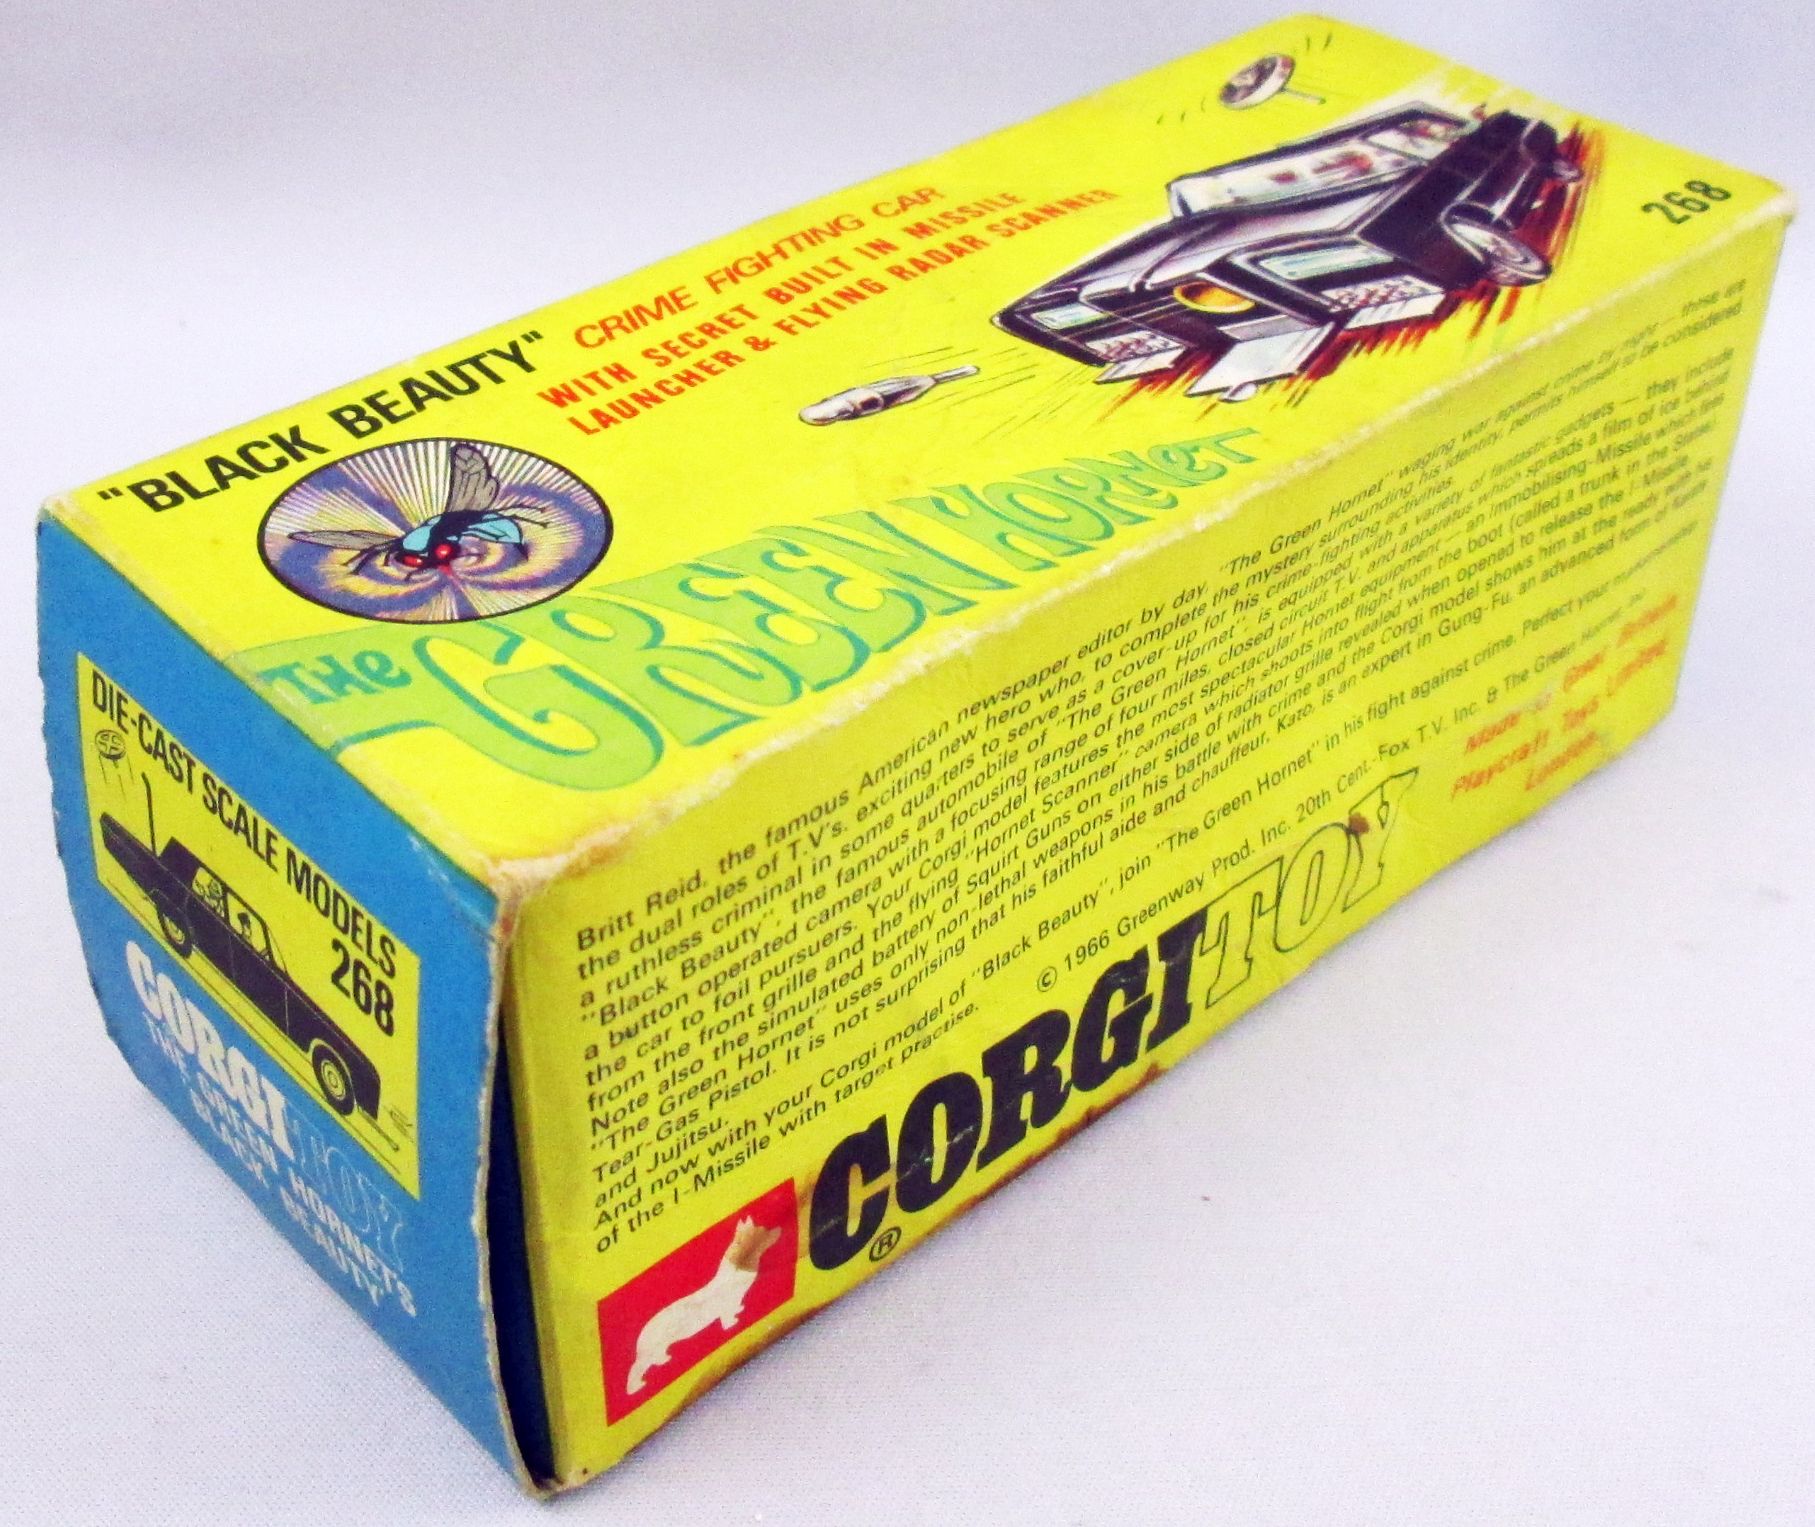 "BLACK BEAUTY" CRIME FIGHTING CAR
WITH SECRET BUILT IN MISSILE
LAUNCHER & FLYING RADAR SCANNER
268
THE GREEN HORNET
DIE-CAST SCALE MODELS
268
CORGI TOY
THE GREEN HORNET'S
BLACK BEAUTY
Britt Reid, the famous American newspaper editor by day, "The Green Hornet" waging war against crime by night — those are
the dual roles of T.V's. exciting new hero who, to complete the mystery surrounding his identity, permits himself to be considered
a ruthless criminal in some quarters to serve as a cover-up for his crime-fighting activities.
"Black Beauty", the famous automobile of "The Green Hornet", is equipped with a variety of fantastic gadgets — they include
a button operated camera with a focusing range of four miles, closed circuit T.V. and apparatus which spreads a film of ice behind
the car to foil pursuers. Your Corgi model features the most spectacular Hornet equipment — an Immobilising-Missile which fires
from the front grille and the flying "Hornet Scanner" camera which shoots into flight from the boot (called a trunk in the States)
Note also the simulated battery of Squirt Guns on either side of radiator grille revealed when opened to release the I-Missile.
"The Green Hornet" uses only non-lethal weapons in his battle with crime and the Corgi model shows him at the ready with his
Tear-Gas Pistol. It is not surprising that his faithful aide and chauffeur, Kato, is an expert in Gung-Fu, an advanced form of Karate
and Jujitsu.
And now with your Corgi model of "Black Beauty", join "The Green Hornet" in his fight against crime. Perfect your marksmanship
of the I-Missile with target practise.
© 1966 Greenway Prod. Inc. 20th Cent.-Fox T.V. Inc. & The Green Hornet, Inc.
CORGI TOY
®
Made in Great Britain
Playcraft Toys Limited,
London.